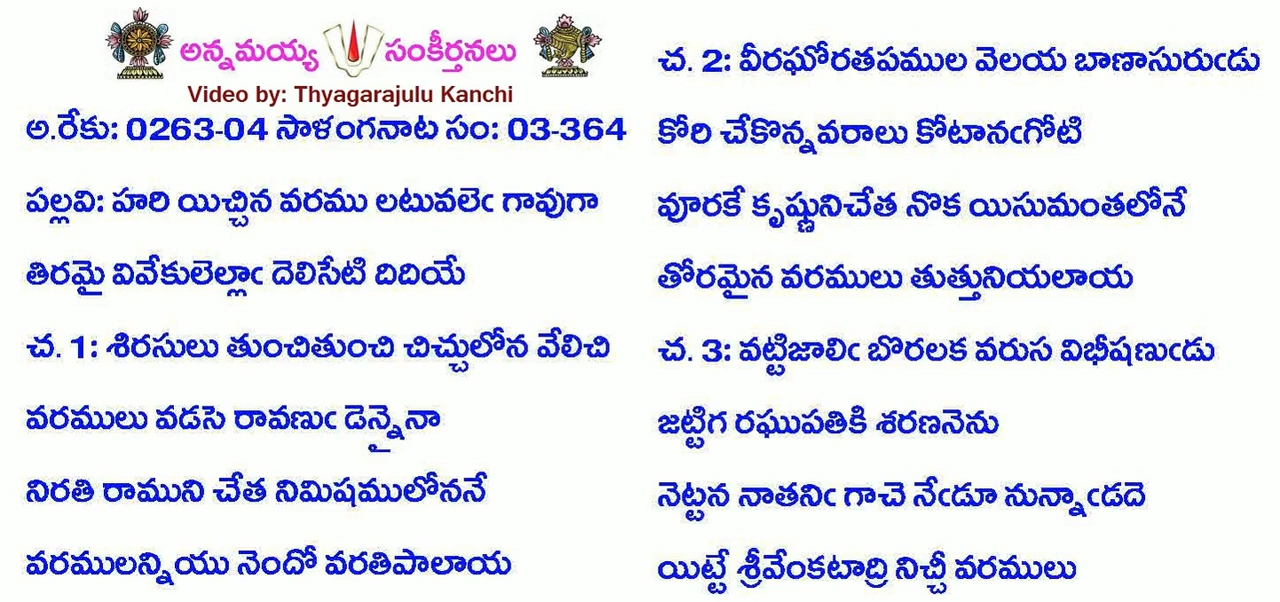 అన్నమయ్య సంకీర్తనలు
Video by: Thyagarajulu Kanchi
అ.రేకు: 0263-04 సాళంగనాట సం: 03-364
పల్లవి: హరి యిచ్చిన వరము లటువలెఁ గావుగా
తిరమై వివేకులెల్లాఁ దెలిసేటి దిదియే
చ. 1: శిరసులు తుంచితుంచి చిచ్చులోన వేలిచి
వరములు వడసె రావణుఁ డెన్నైనా
నిరతి రాముని చేత నిమిషములోననే
వరములన్నియు నెందో వరతిపాలాయ
చ. 2: వీరఘోరతపముల వెలయ బాణాసురుఁడు
కోరి చేకొన్నవరాలు కోటానఁగోటి
వూరకే కృష్ణునిచేత నొక యిసుమంతలోనే
తోరమైన వరములు తుత్తునియలాయ
చ. 3: వట్టిజాలిఁ బొరలక వరుస విభీషణుఁడు
జట్టిగ రఘుపతికి శరణనెను
నెట్టన నాతనిఁ గాచె నేఁడూ నున్నాఁడదె
యిట్టే శ్రీవేంకటాద్రి నిచ్చీ వరములు